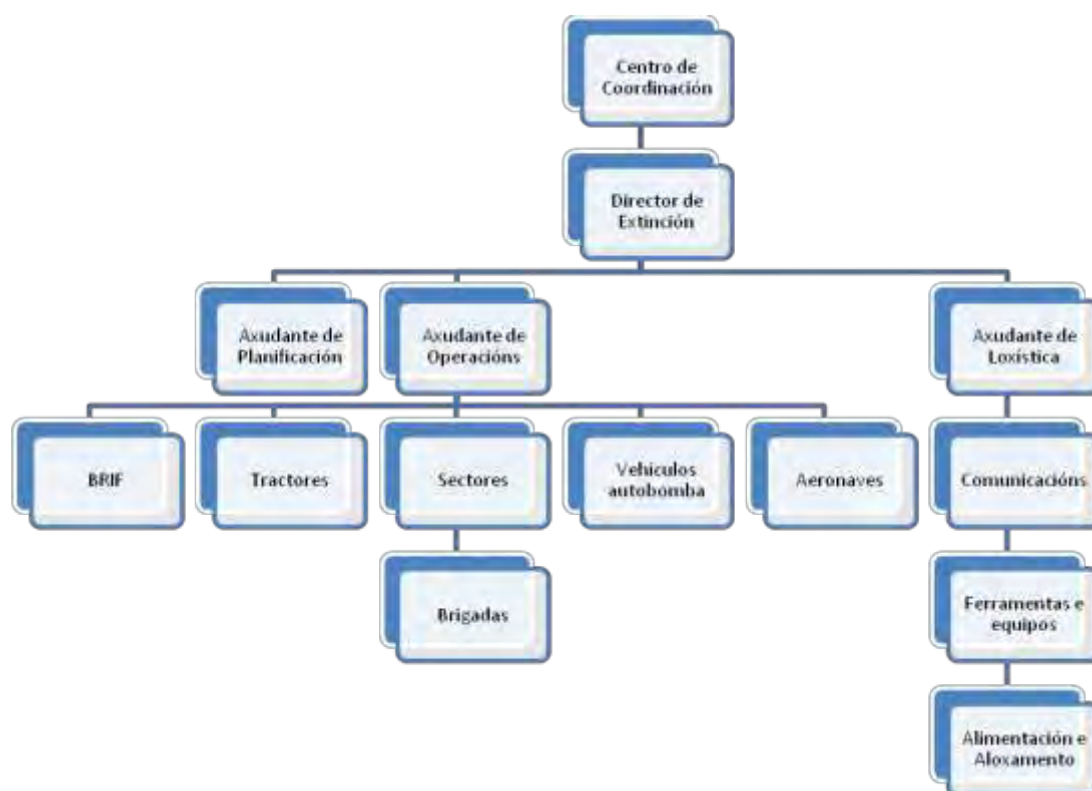 Centro de
Coordinación
Director de
Extinción
Axudante de
Planificación
Axudante de
Operacións
Axudante de
Loxística
BRIF
Tractores
Sectores
Vehículos
autobomba
Aeronaves
Comunicacións
Brigadas
Ferramentas e
equipos
Alimentación e
Aloxamento